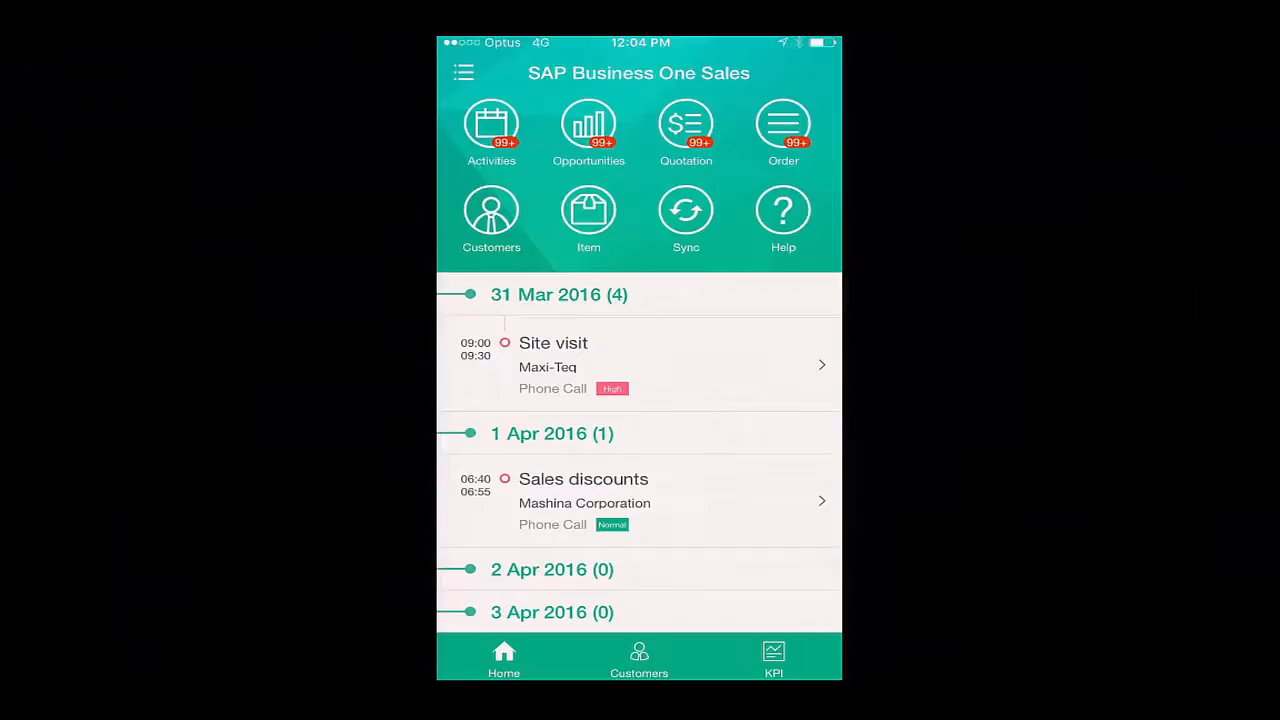 Optus 4G 12:04 PM
SAP Business One Sales
99+ 99+ 99+ 99+
Activities Opportunities Quotation Order
Customers Item Sync Help
31 Mar 2016 (4)
09:00 Site visit
09:30
Maxi-Teq
Phone Call High
1 Apr 2016 (1)
06:40 Sales discounts
06:55
Mashina Corporation
Phone Call Normal
2 Apr 2016 (0)
3 Apr 2016 (0)
Home Customers KPI